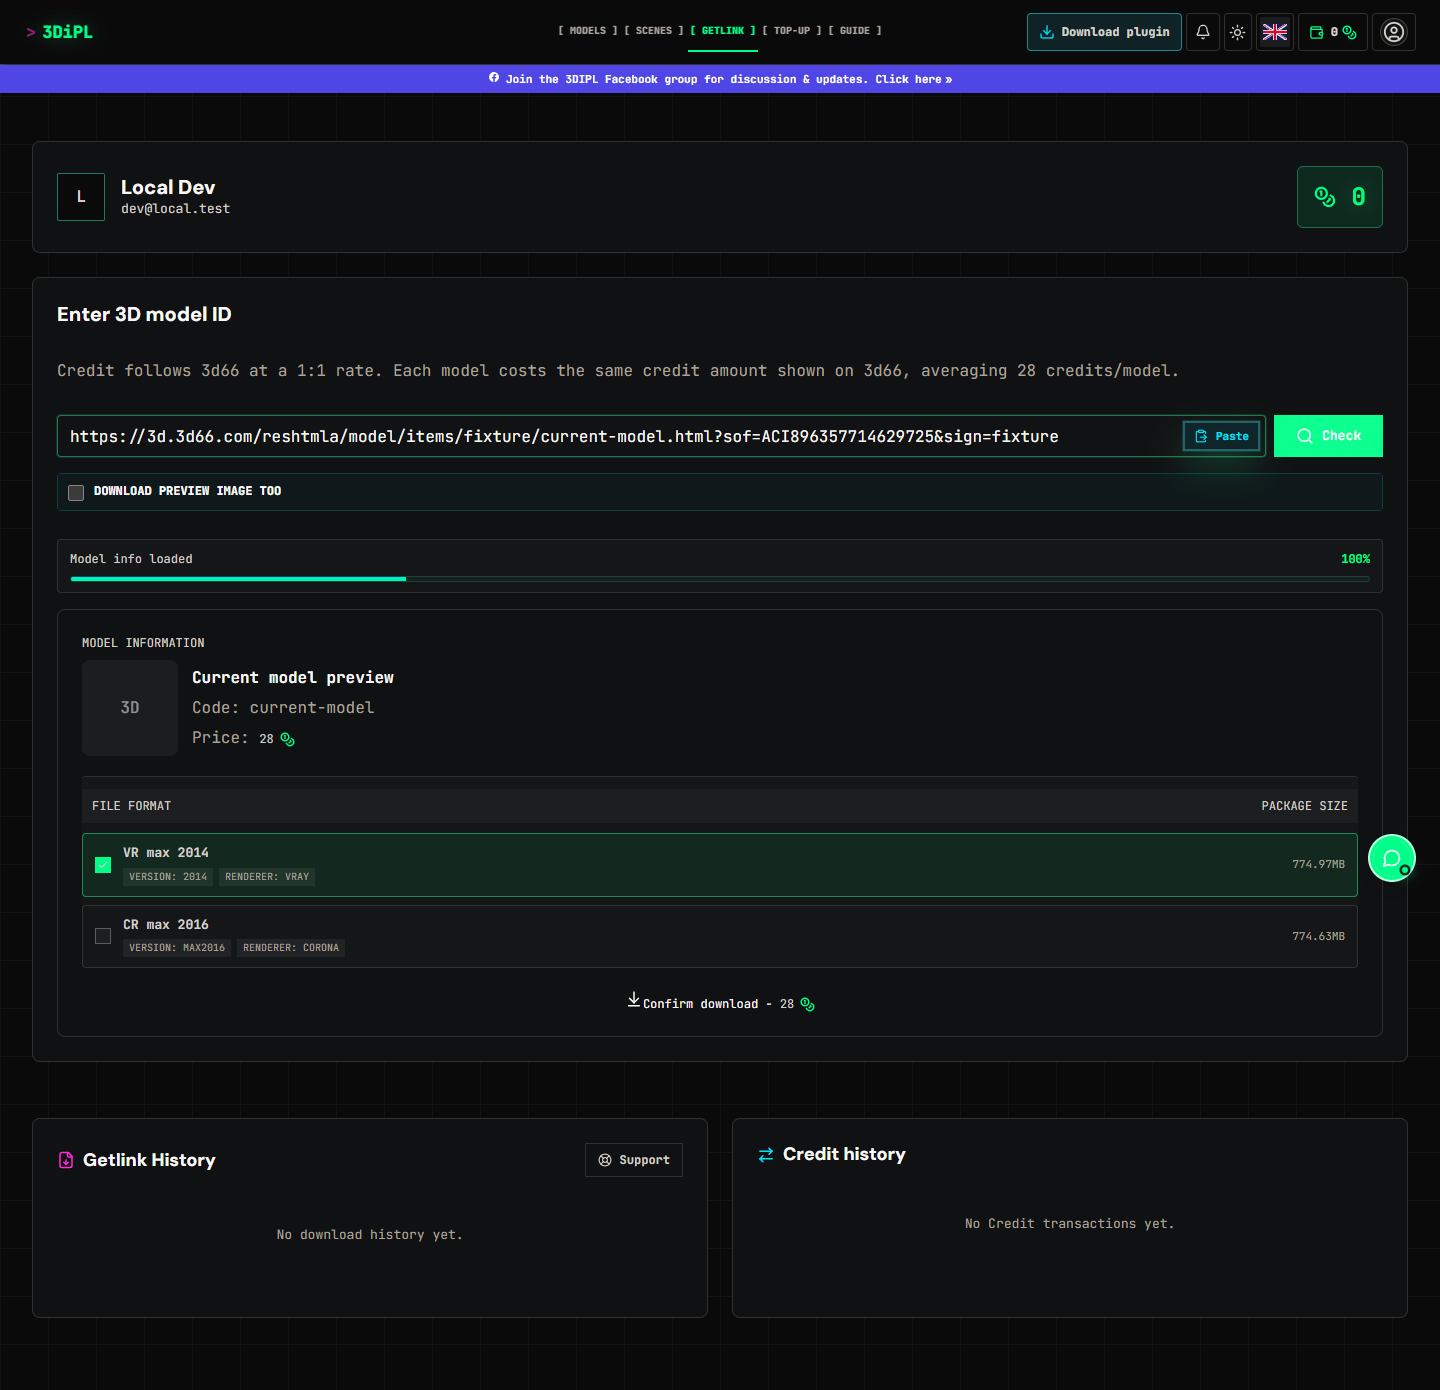 > 3DiPL
[ MODELS ] [ SCENES ] [ GETLINK ] [ TOP-UP ] [ GUIDE ]
Download plugin
0
Join the 3DIPL Facebook group for discussion & updates. Click here »
L
Local Dev
dev@local.test
0
Enter 3D model ID
Credit follows 3d66 at a 1:1 rate. Each model costs the same credit amount shown on 3d66, averaging 28 credits/model.
https://3d.3d66.com/reshtmla/model/items/fixture/current-model.html?sof=ACI896357714629725&sign=fixture
Paste
Check
DOWNLOAD PREVIEW IMAGE TOO
Model info loaded
100%
MODEL INFORMATION
3D
Current model preview
Code: current-model
Price: 28
FILE FORMAT
PACKAGE SIZE
VR max 2014
VERSION: 2014
RENDERER: VRAY
774.97MB
CR max 2016
VERSION: MAX2016
RENDERER: CORONA
774.63MB
Confirm download - 28
Getlink History
Support
No download history yet.
Credit history
No Credit transactions yet.